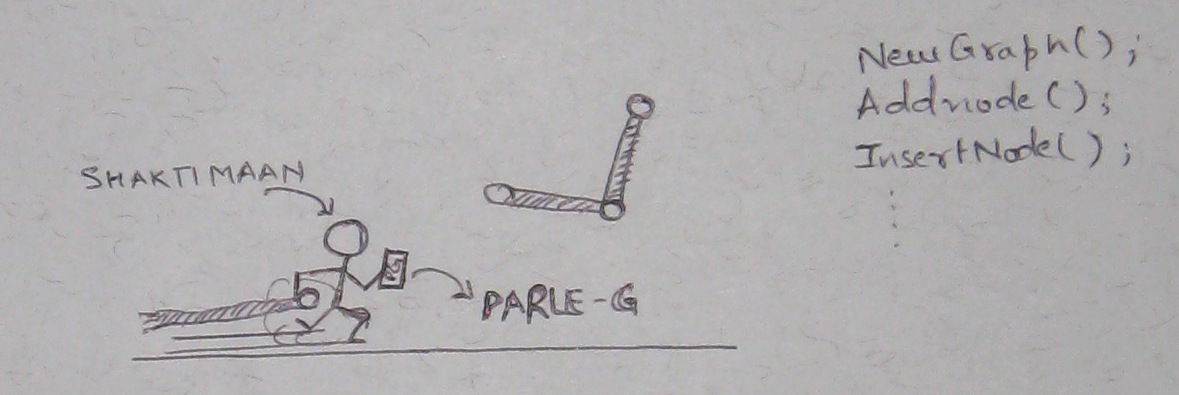 SHAKTIMAAN
PARLE-G
NewGraph();
Addnode();
InsertNode();